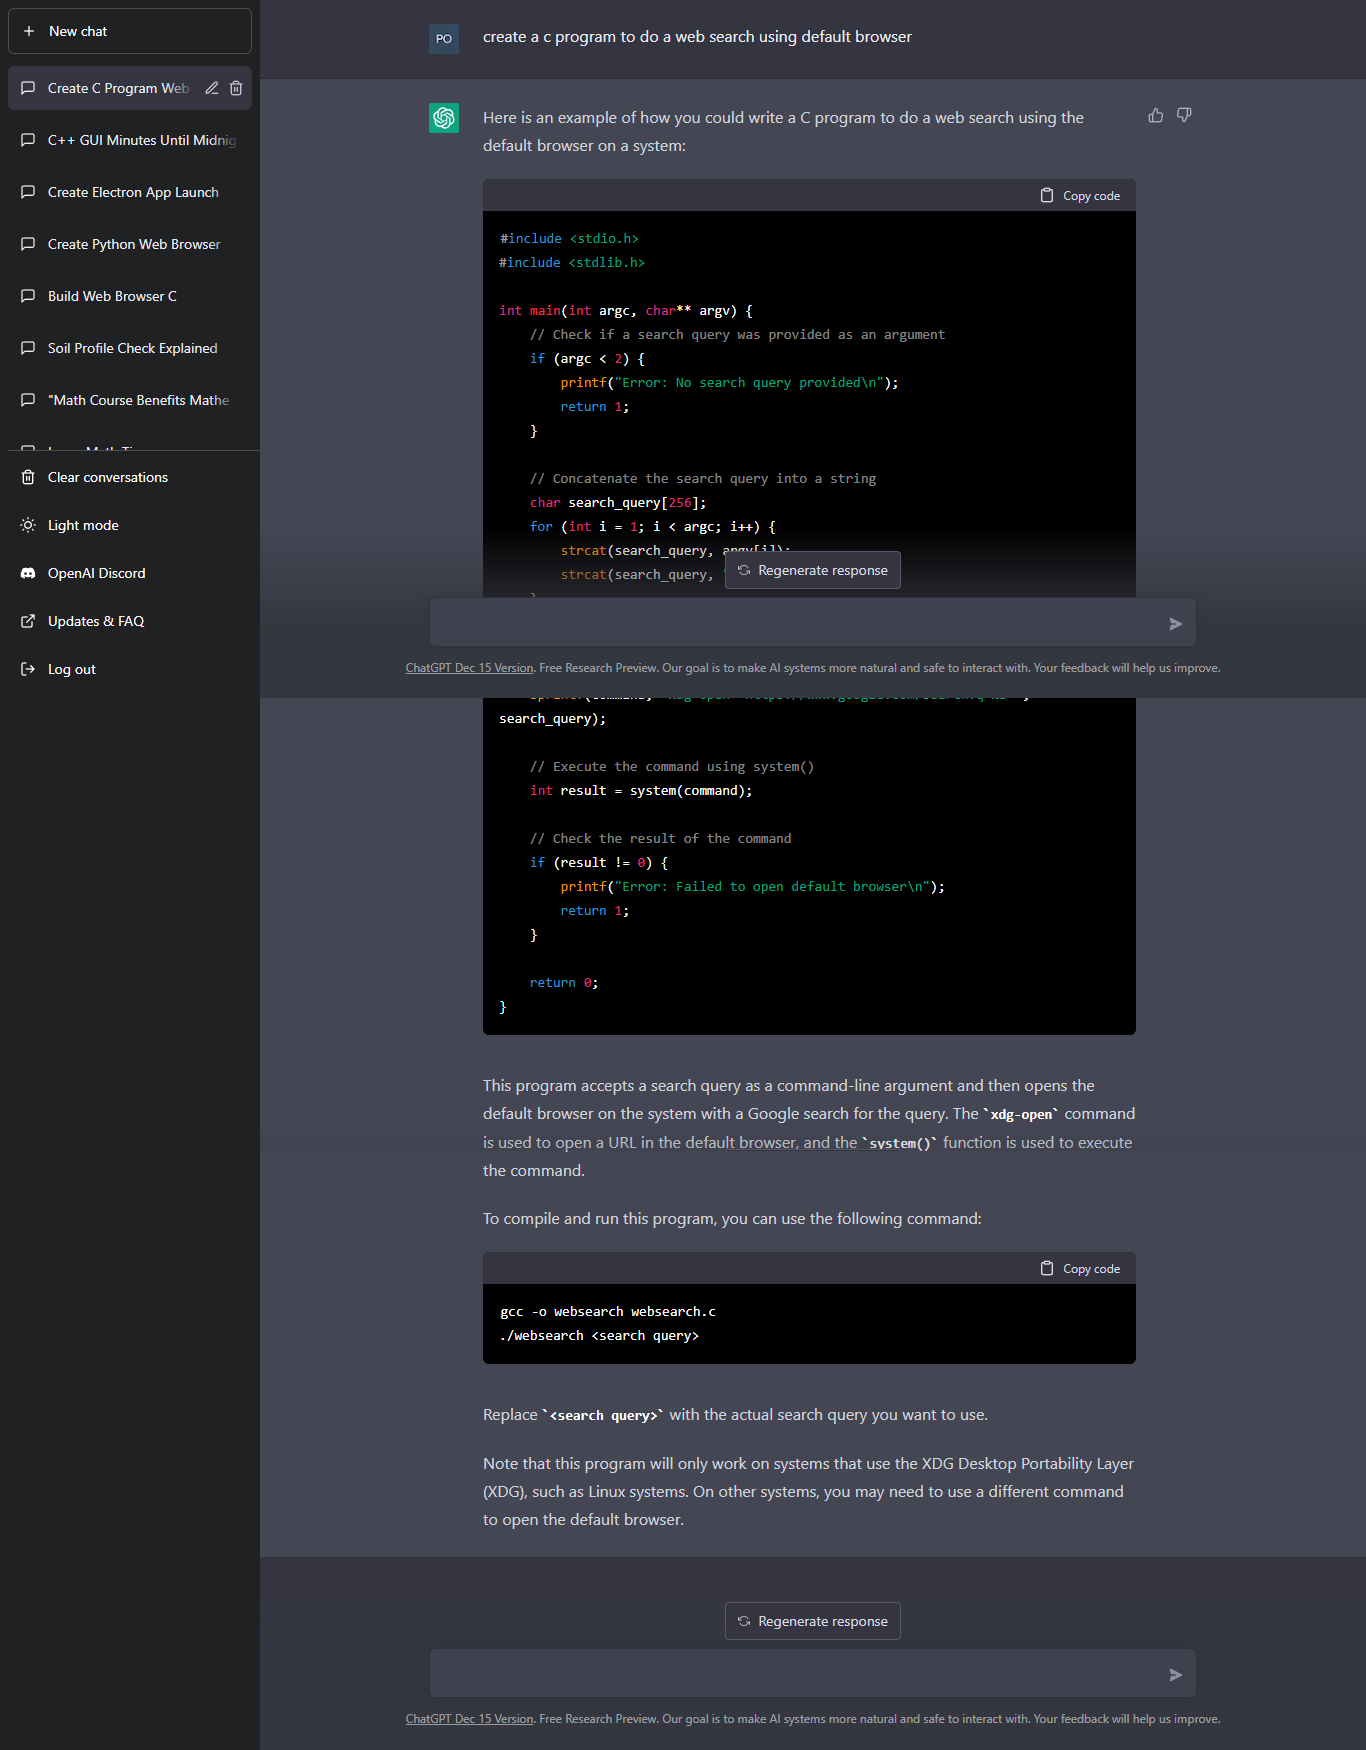 New chat
Create C Program Web
C++ GUI Minutes Until Midnig
Create Electron App Launch
Create Python Web Browser
Build Web Browser C
Soil Profile Check Explained
"Math Course Benefits Mathe
Clear conversations
Light mode
OpenAI Discord
Updates & FAQ
Log out
PO
create a c program to do a web search using default browser
Here is an example of how you could write a C program to do a web search using the
default browser on a system:
Copy code
#include <stdio.h>
#include <stdlib.h>
int main(int argc, char** argv) {
// Check if a search query was provided as an argument
if (argc < 2) {
printf("Error: No search query provided\n");
return 1;
}
// Concatenate the search query into a string
char search_query[256];
for (int i = 1; i < argc; i++) {
strcat(search_query, argv[i]);
strcat(search_query,
Regenerate response
ChatGPT Dec 15 Version. Free Research Preview. Our goal is to make AI systems more natural and safe to interact with. Your feedback will help us improve.
search_query);
// Execute the command using system()
int result = system(command);
// Check the result of the command
if (result != 0) {
printf("Error: Failed to open default browser\n");
return 1;
}
return 0;
}
This program accepts a search query as a command-line argument and then opens the
default browser on the system with a Google search for the query. The `xdg-open` command
is used to open a URL in the default browser, and the `system()` function is used to execute
the command.
To compile and run this program, you can use the following command:
Copy code
gcc -o websearch websearch.c
./websearch <search query>
Replace `<search query>` with the actual search query you want to use.
Note that this program will only work on systems that use the XDG Desktop Portability Layer
(XDG), such as Linux systems. On other systems, you may need to use a different command
to open the default browser.
Regenerate response
ChatGPT Dec 15 Version. Free Research Preview. Our goal is to make AI systems more natural and safe to interact with. Your feedback will help us improve.